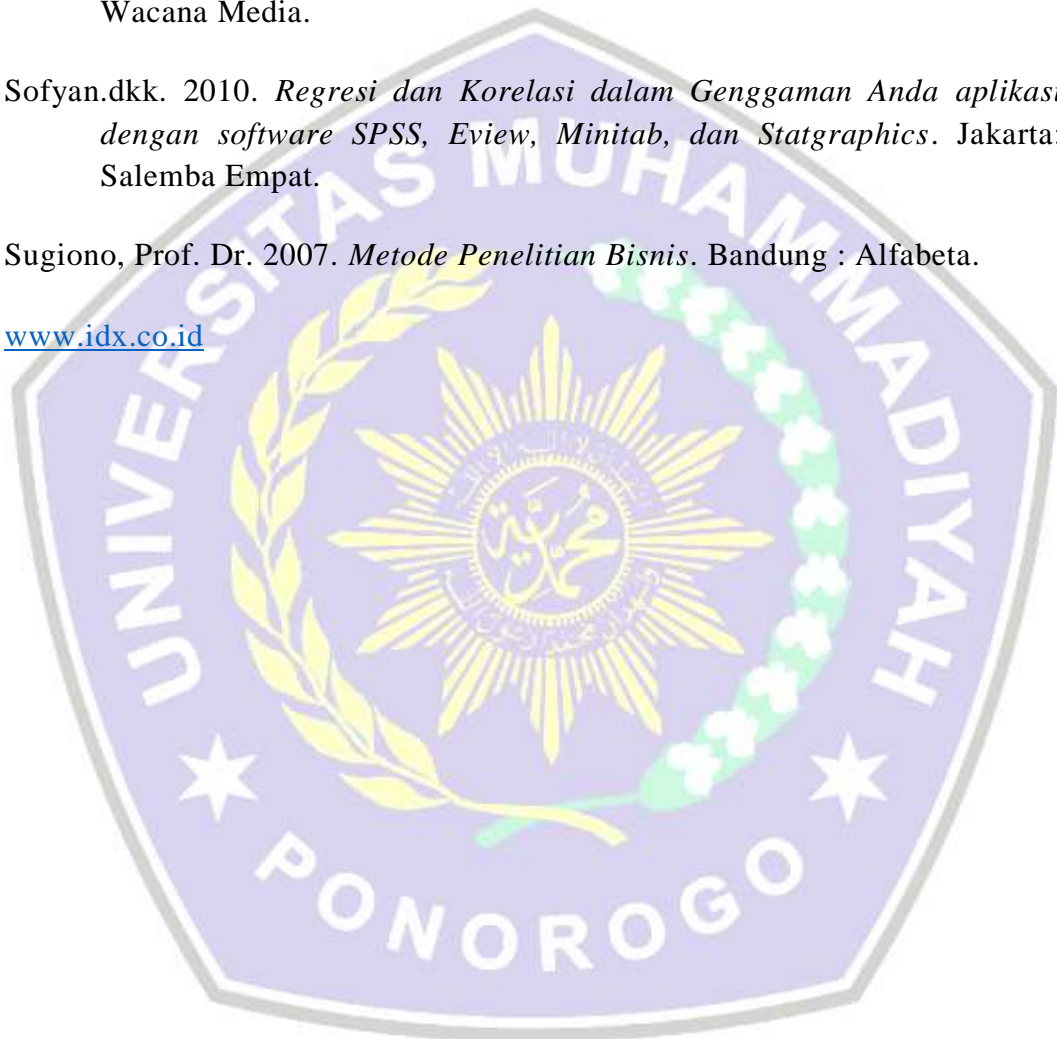 Wacana Media.
Sofyan.dkk. 2010. Regresi dan Korelasi dalam Genggaman Anda aplikasi
dengan software SPSS, Eview, Minitab, dan Statgraphics. Jakarta:
Salemba Empat.
Sugiono, Prof. Dr. 2007. Metode Penelitian Bisnis. Bandung : Alfabeta.
www.idx.co.id
UNIVERSITAS MUHAMMADIYAH
PONOROGO
محمدية